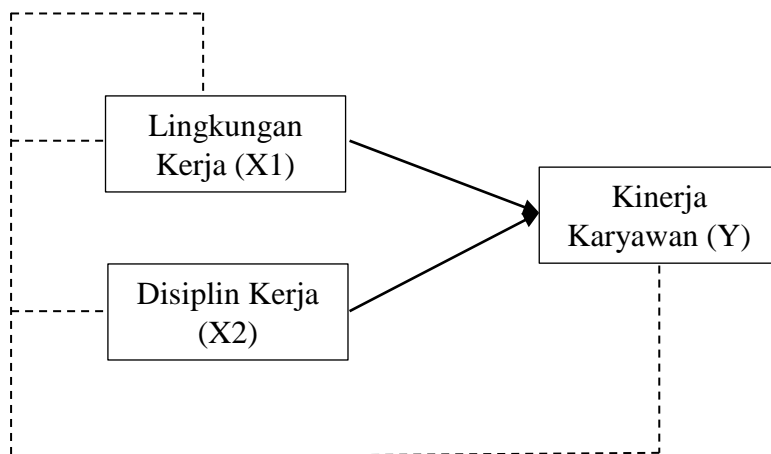 Lingkungan
Kerja (X1)
Kinerja
Karyawan (Y)
Disiplin Kerja
(X2)